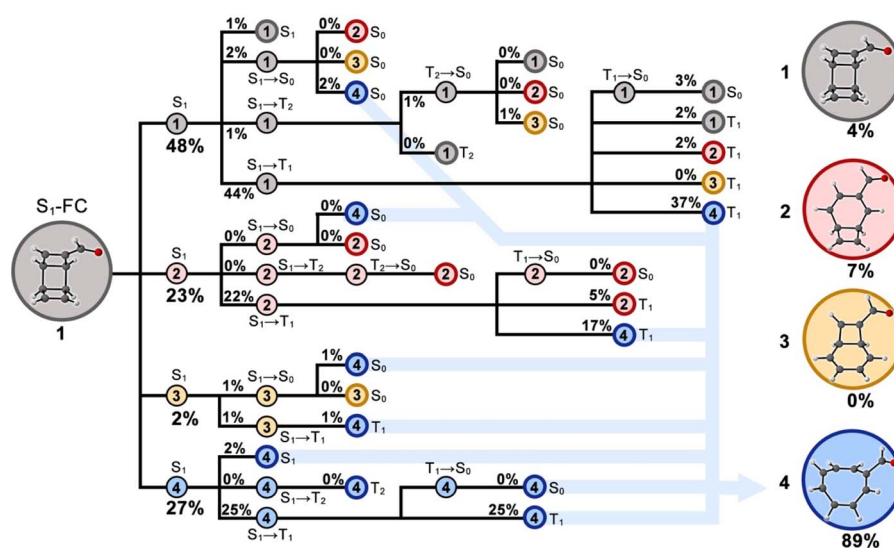 1% 1 S₁
0% 2 S₀
2% 1 S₁→S₀
0% 3 S₀
2% 4 S₀
S₁
1
48%
S₁→T₂
1% 1
1% 1 T₂→S₀
0% 1 S₀
0% 2 S₀
1% 3 S₀
0% 1 T₂
S₁→T₁
44% 1
T₁→S₀
1
3% 1 S₀
2% 1 T₁
2% 2 T₁
0% 3 T₁
37% 4 T₁
S₁-FC
1
S₁
2
23%
0% 2 S₁→S₀
0% 4 S₀
0% 2 S₀
0% 2 S₁→T₂
2 T₂→S₀
2 S₀
22% 2
S₁→T₁
T₁→S₀
2
0% 2 S₀
5% 2 T₁
17% 4 T₁
S₁
3
2%
1% 3 S₁→S₀
1% 4 S₀
0% 3 S₀
1% 3
S₁→T₁
1% 4 T₁
S₁
4
27%
2% 4 S₁
0% 4
S₁→T₂
0% 4 T₂
25% 4
S₁→T₁
T₁→S₀
4
0% 4 S₀
25% 4 T₁
1
4%
2
7%
3
0%
4
89%